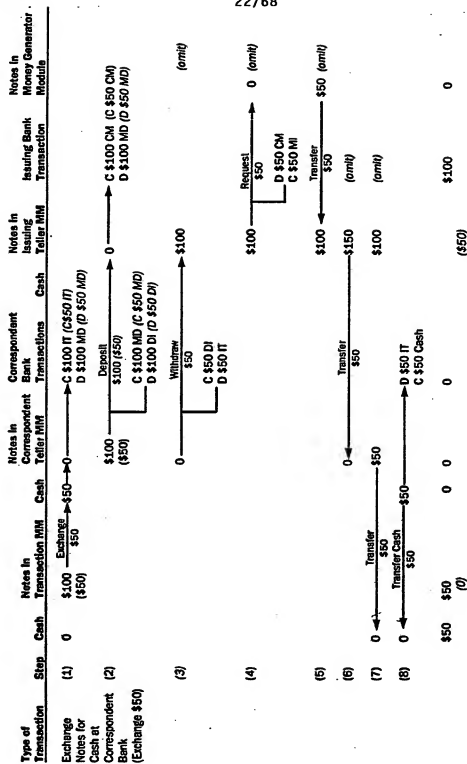 22/68
Type of Transaction Step Cash Notes in Transaction MM Cash Notes in Correspondent Teller MM Correspondent Bank Transactions Cash Notes in Issuing Teller MM Issuing Bank Transaction Notes in Money Generator Module
Exchange Notes for Cash at Correspondent Bank (Exchange $50)
(1) 0 $100 ($50) Exchange $50 $50 0 C $100 IT (C$50 IT)
D $100 MD (D $50 MD)
(2) $100 ($50) Deposit $100 ($50) 0 C $100 CM (C $50 CM)
D $100 MD (D $50 MD)
C $100 MD (C $50 MD)
D $100 DI (D $50 DI)
(3) 0 Withdraw $50 $100 (omit)
C $50 DI
D $50 IT
(4) $100 Request $50 0 (omit)
D $50 CM
C $50 MI
(5) $100 Transfer $50 $50 (omit)
(6) 0 Transfer $50 $150 (omit)
(7) 0 Transfer $50 $50 $100 (omit)
(8) 0 Transfer Cash $50 $50 D $50 IT
C $50 Cash
$50 $50 0 0 0 ($50) $100 0
(0)